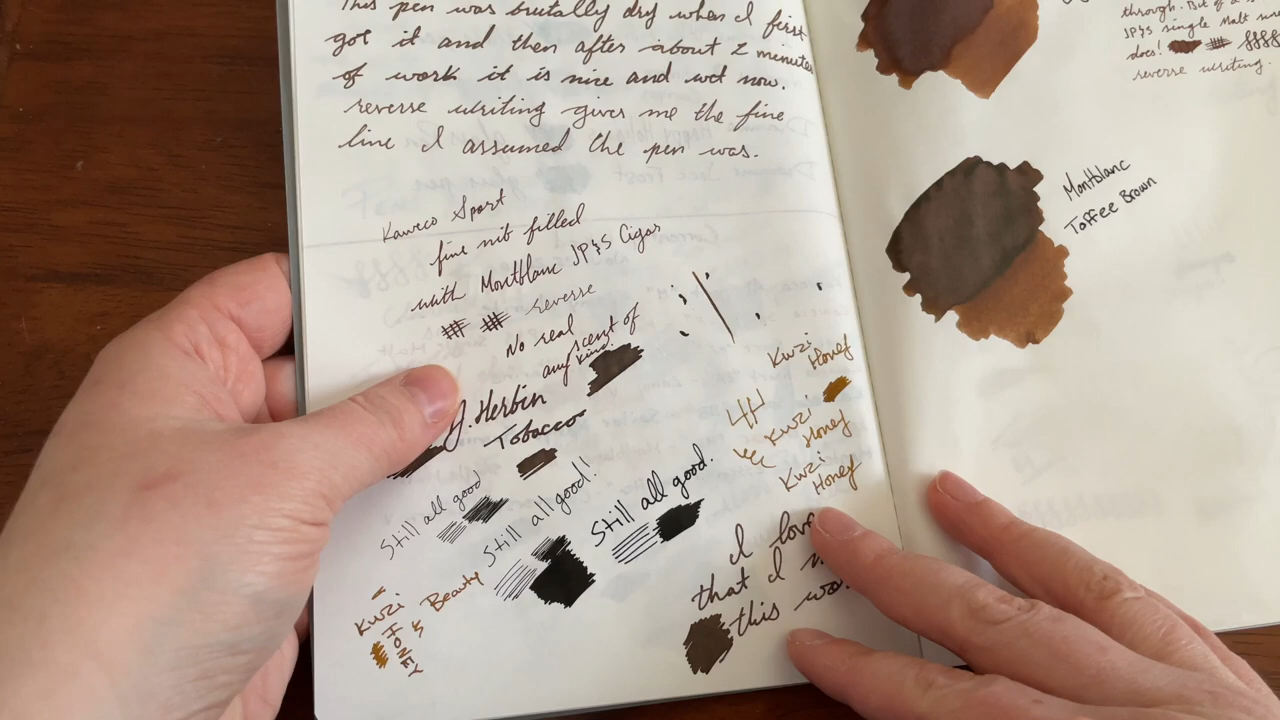 This pen was brutally dry when I first
got it and then after about 2 minutes
of work it is nice and wet now.
reverse writing gives me the fine
line I assumed the pen was.
Kaweco Sport
fine nib filled
with Montblanc JP&S Cigar
reverse
No real
scent of
any kind.
J. Herbin
Tobacco
Kwzi
Honey
Kwzi
Honey
Kwzi
Honey
Still all good
Still all good!
Still all good.
Kwzi
HONEY
&
Beauty
I love
that I
this
through. Bit of a
JP&S single Malt
does!
reverse writing.
Montblanc
Toffee Brown